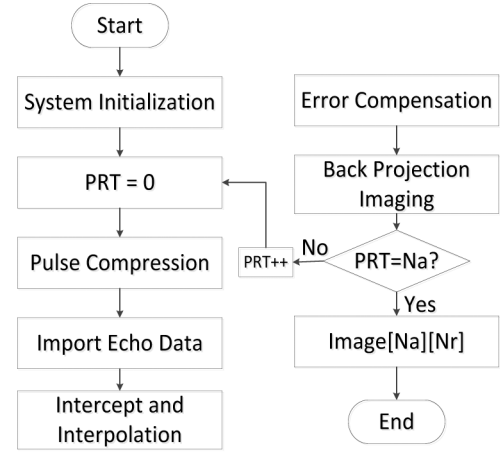 Start
System Initialization
PRT = 0
Pulse Compression
Import Echo Data
Intercept and
Interpolation
Error Compensation
Back Projection
Imaging
PRT=Na?
No
PRT++
Yes
Image[Na][Nr]
End